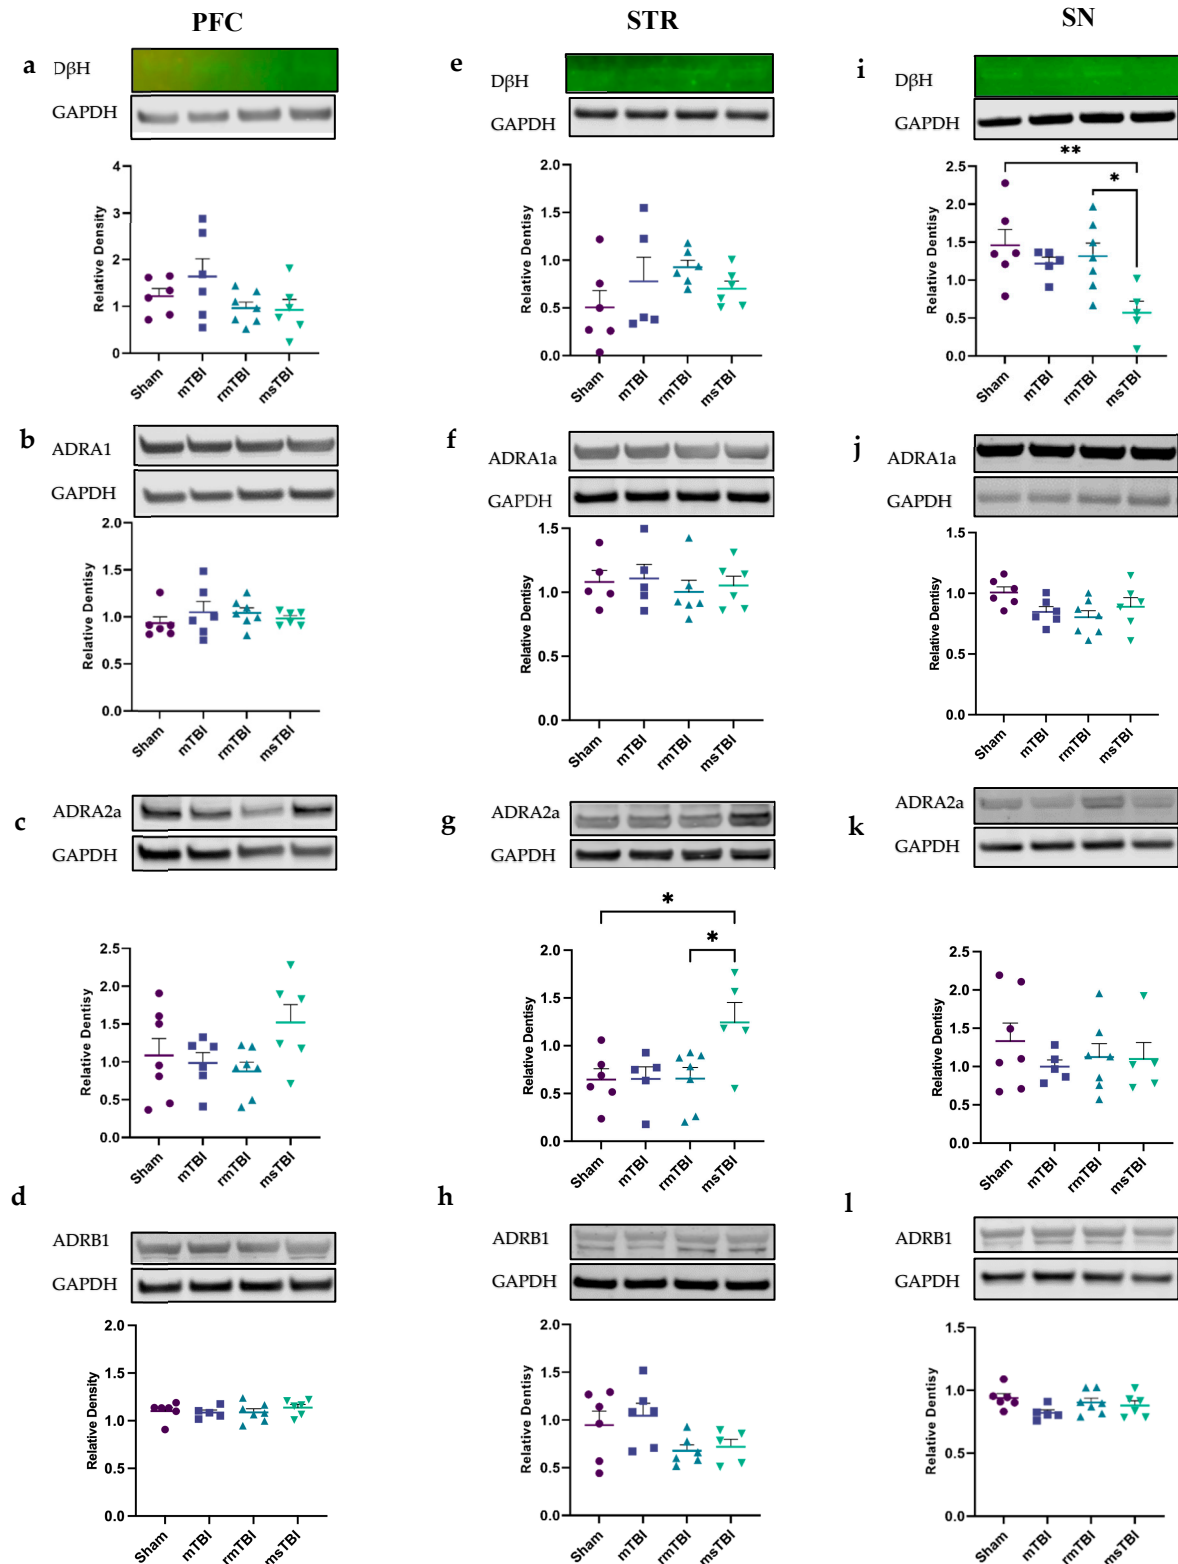 PFC
STR
SN
a
DβH
GAPDH
Relative Density
4
3
2
1
0
Sham
mTBI
rmTBI
msTBI
e
DβH
GAPDH
Relative Dentisy
2.0
1.5
1.0
0.5
0.0
Sham
mTBI
rmTBI
msTBI
i
DβH
GAPDH
**
*
Relative Dentisy
2.5
2.0
1.5
1.0
0.5
0.0
Sham
mTBI
rmTBI
msTBI
b
ADRA1
GAPDH
Relative Dentisy
2.0
1.5
1.0
0.5
0.0
Sham
mTBI
rmTBI
msTBI
f
ADRA1a
GAPDH
Relative Dentisy
1.5
1.0
0.5
0.0
Sham
mTBI
rmTBI
msTBI
j
ADRA1a
GAPDH
Relative Dentisy
1.5
1.0
0.5
0.0
Sham
mTBI
rmTBI
msTBI
c
ADRA2a
GAPDH
Relative Dentisy
2.5
2.0
1.5
1.0
0.5
0.0
Sham
mTBI
rmTBI
msTBI
g
ADRA2a
GAPDH
*
*
Relative Dentisy
2.0
1.5
1.0
0.5
0.0
Sham
mTBI
rmTBI
msTBI
k
ADRA2a
GAPDH
Relative Dentisy
2.5
2.0
1.5
1.0
0.5
0.0
Sham
mTBI
rmTBI
msTBI
d
ADRB1
GAPDH
Relative Density
2.0
1.5
1.0
0.5
0.0
Sham
mTBI
rmTBI
msTBI
h
ADRB1
GAPDH
Relative Dentisy
2.0
1.5
1.0
0.5
0.0
Sham
mTBI
rmTBI
msTBI
l
ADRB1
GAPDH
Relative Dentisy
1.5
1.0
0.5
0.0
Sham
mTBI
rmTBI
msTBI